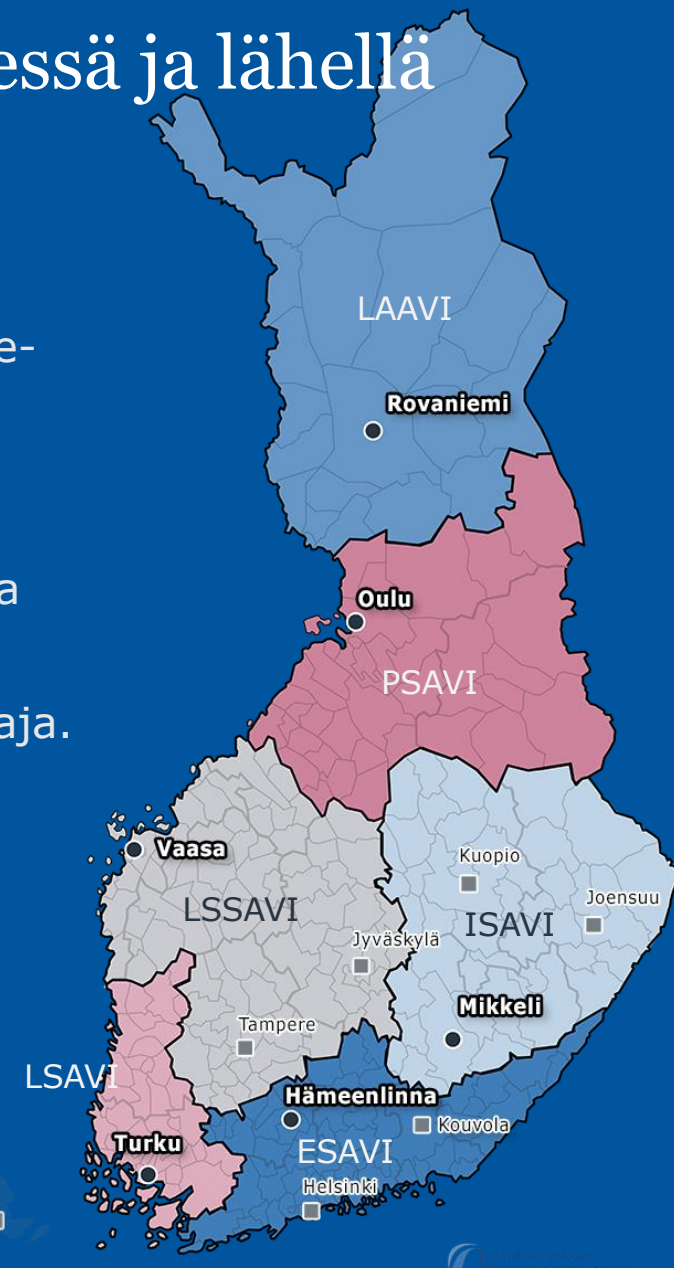 essä ja lähellä
LAAVI
e-
Rovaniemi
a
Oulu
PSAVI
aja.
Vaasa
Kuopio
LSSAVI
Joensuu
ISAVI
Jyväskylä
Mikkeli
Tampere
LSAVI
Hämeenlinna
Kouvola
Turku
ESAVI
Helsinki